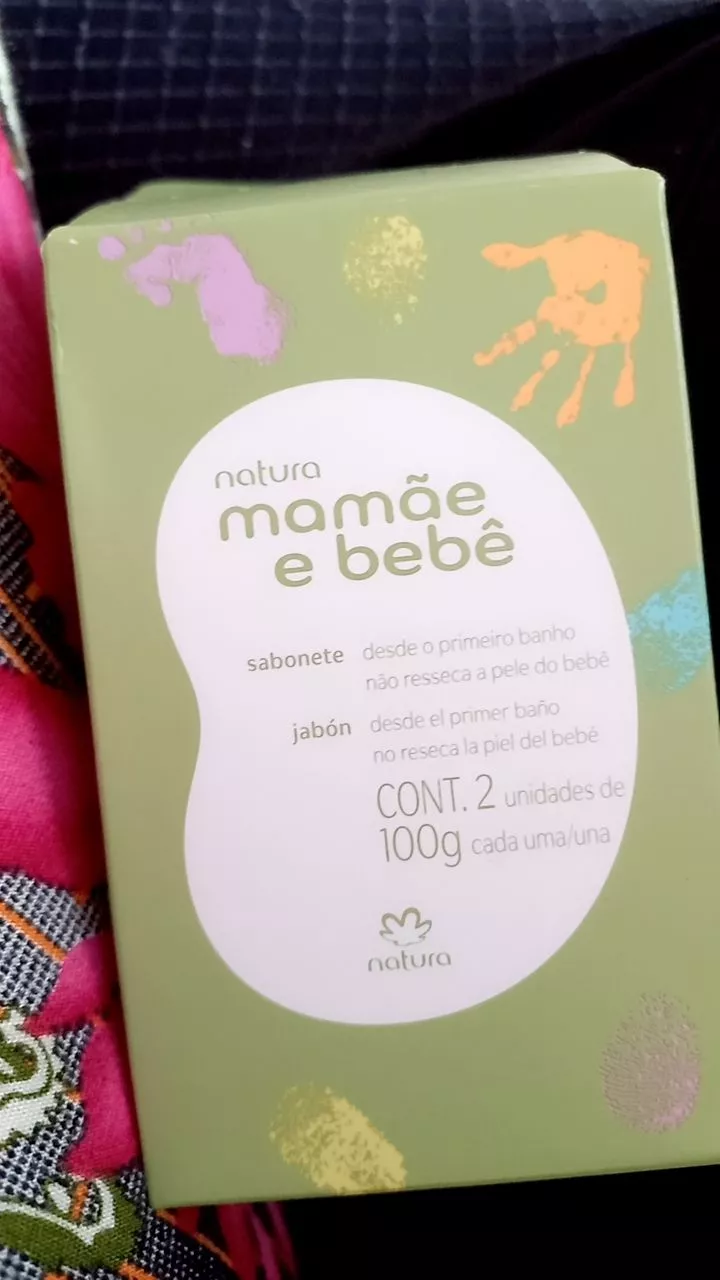 natura
mamãe
e bebê
sabonete desde o primeiro banho
não resseca a pele do bebê
jabón desde el primer baño
no reseca la piel del bebé
CONT. 2 unidades de
100g cada uma/una
natura